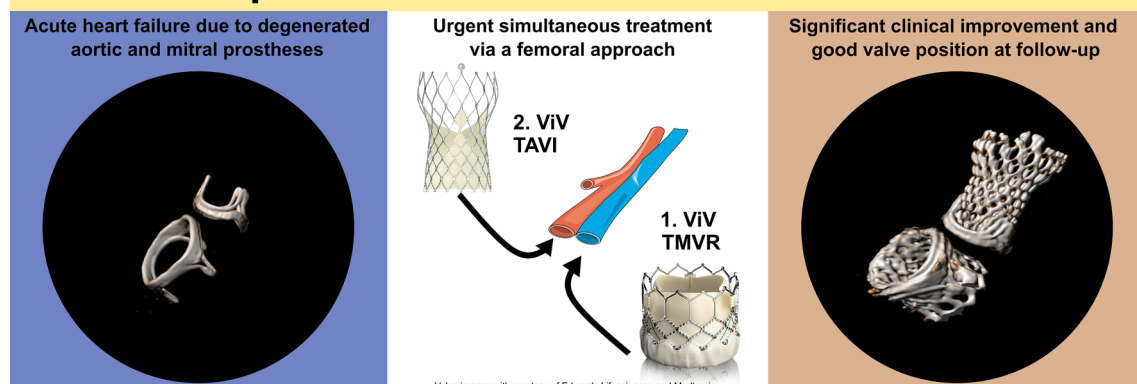 Acute heart failure due to degenerated
aortic and mitral prostheses
Urgent simultaneous treatment
via a femoral approach
2. ViV
TAVI
1. ViV
TMVR
Significant clinical improvement and
good valve position at follow-up